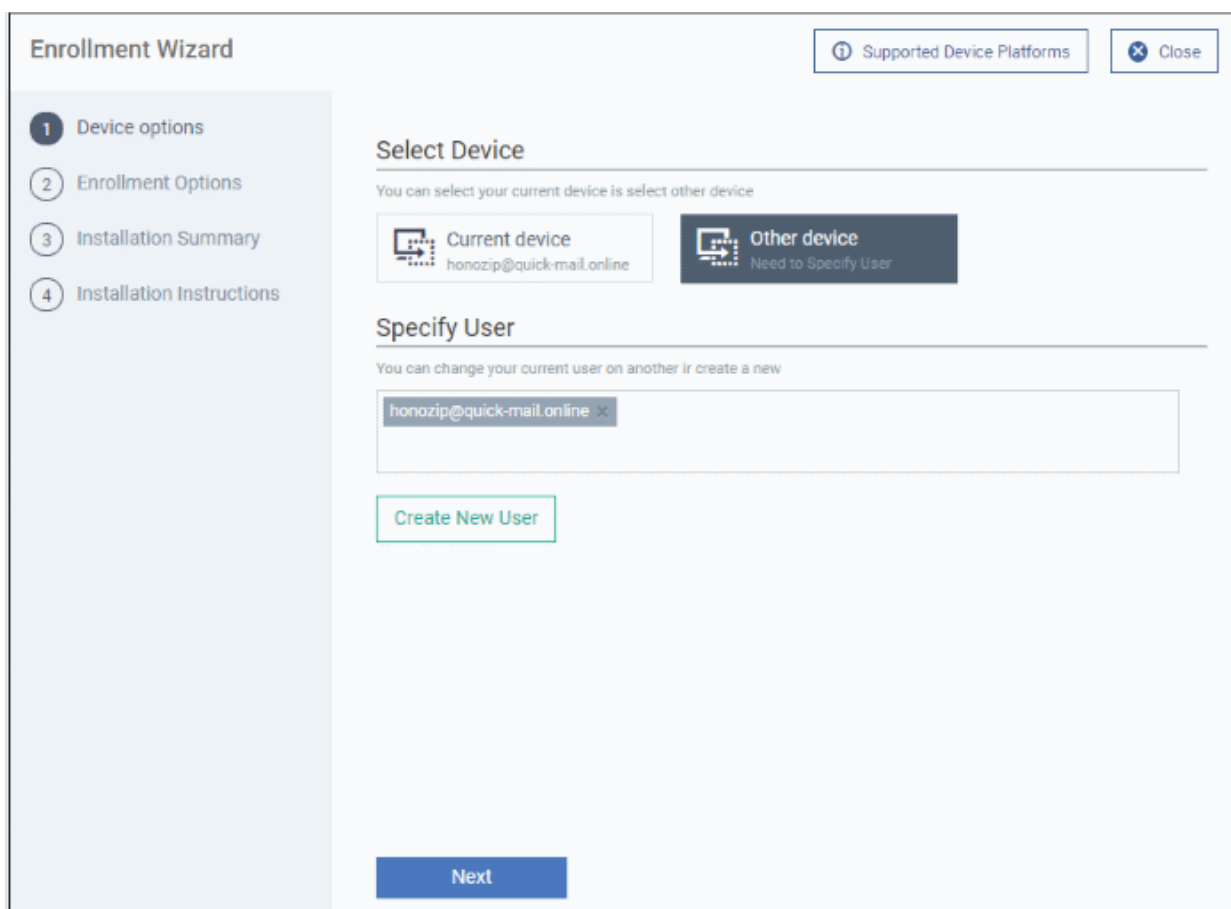 Enrollment Wizard
Supported Device Platforms
Close
1 Device options
2 Enrollment Options
3 Installation Summary
4 Installation Instructions
Select Device
You can select your current device is select other device
Current device
honozip@quick-mail.online
Other device
Need to Specify User
Specify User
You can change your current user on another ir create a new
honozip@quick-mail.online ×
Create New User
Next